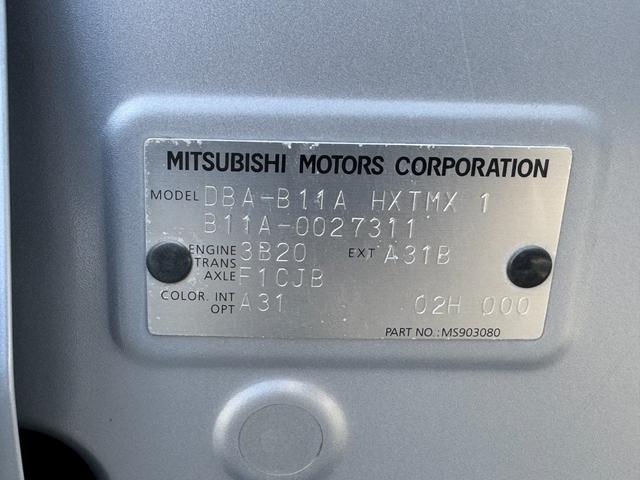 MITSUBISHI MOTORS CORPORATION
MODEL DBA-B11A HXTMX 1
B11A-0027311
ENGINE 3B20 EXT A31B
TRANS
AXLE F1CJB
COLOR. INT A31 02H 000
OPT
PART NO.: MS903080